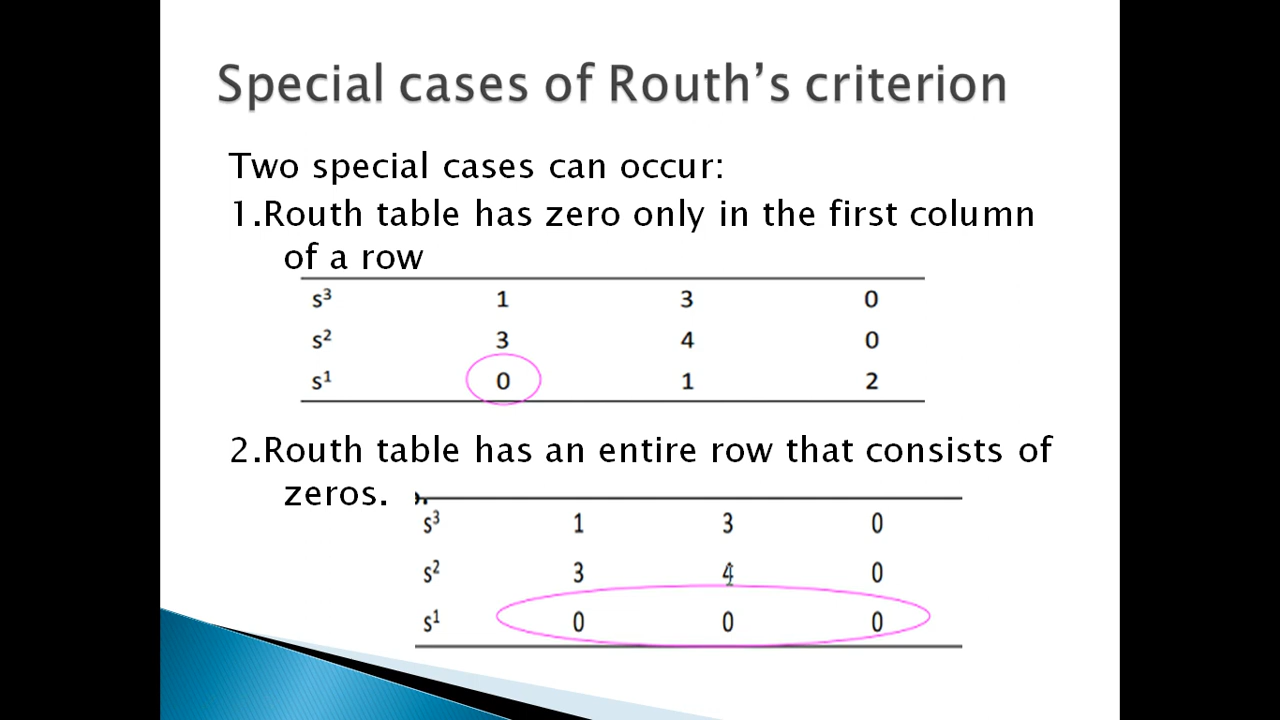 Special cases of Routh’s criterion
Two special cases can occur:
1.Routh table has zero only in the first column
of a row
s³ 1 3 0
s² 3 4 0
s¹ 0 1 2
2.Routh table has an entire row that consists of
zeros.
s³ 1 3 0
s² 3 4 0
s¹ 0 0 0